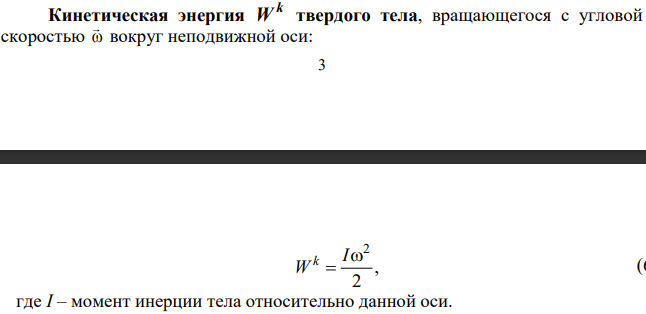 Кинетическая энергия W^k твердого тела, вращающегося с угловой
скоростью ω⃗ вокруг неподвижной оси:
3
W^k = Iω²/2, (
где I – момент инерции тела относительно данной оси.